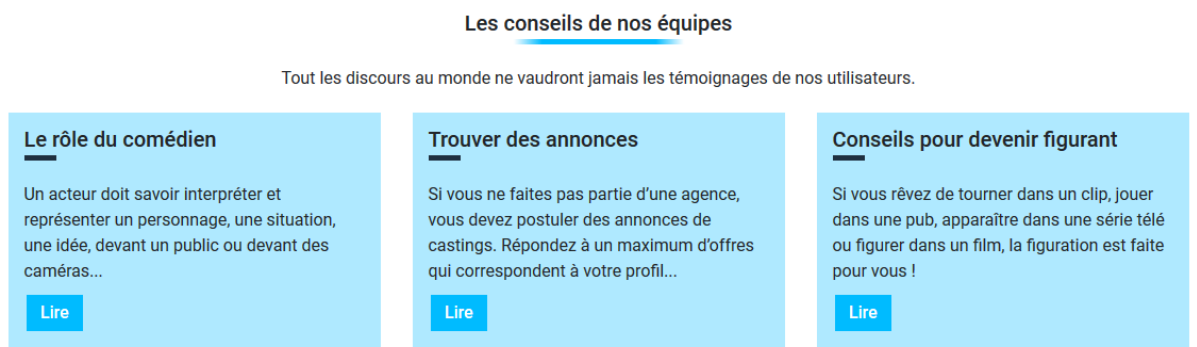 Les conseils de nos équipes
Tout les discours au monde ne vaudront jamais les témoignages de nos utilisateurs.
Le rôle du comédien
Un acteur doit savoir interpréter et
représenter un personnage, une situation,
une idée, devant un public ou devant des
caméras...
Lire
Trouver des annonces
Si vous ne faites pas partie d’une agence,
vous devez postuler des annonces de
castings. Répondez à un maximum d’offres
qui correspondent à votre profil...
Lire
Conseils pour devenir figurant
Si vous rêvez de tourner dans un clip, jouer
dans une pub, apparaître dans une série télé
ou figurer dans un film, la figuration est faite
pour vous !
Lire